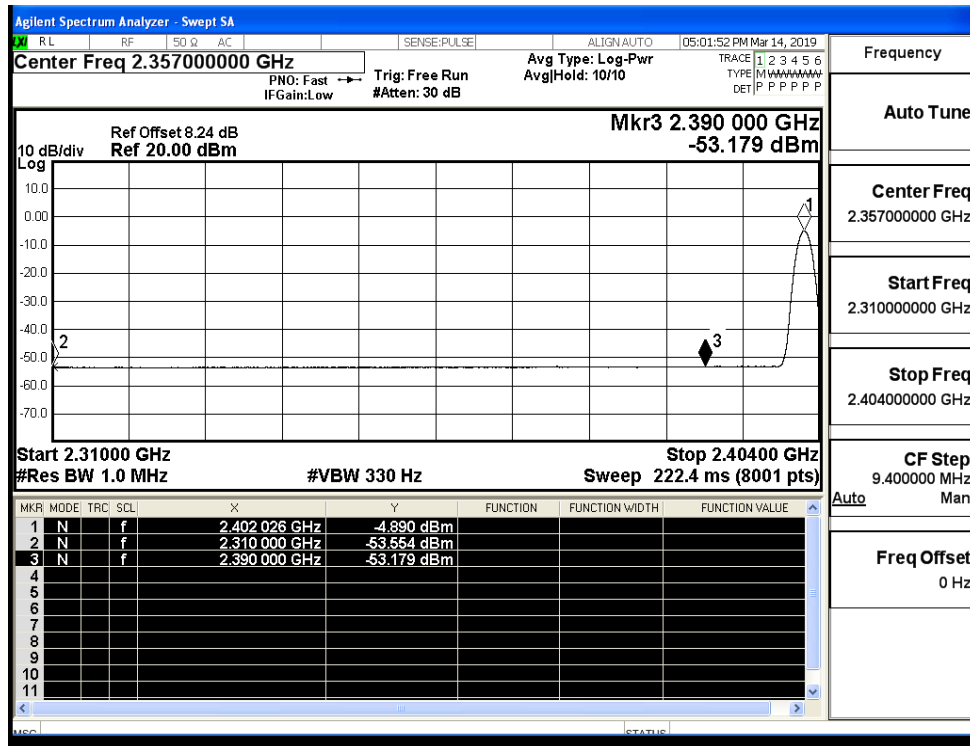 Agilent Spectrum Analyzer - Swept SA
LXI RL RF 50 Ω AC SENSE:PULSE ALIGN AUTO 05:01:52 PM Mar 14, 2019
Center Freq 2.357000000 GHz
PNO: Fast
IFGain:Low
Trig: Free Run
#Atten: 30 dB
Avg Type: Log-Pwr
Avg|Hold: 10/10
TRACE 1 2 3 4 5 6
TYPE M WWWWW
DET P P P P P P
Frequency
Auto Tune
Center Freq
2.357000000 GHz
Start Freq
2.310000000 GHz
Stop Freq
2.404000000 GHz
CF Step
9.400000 MHz
Auto Man
Freq Offset
0 Hz
Mkr3 2.390 000 GHz
-53.179 dBm
Ref Offset 8.24 dB
10 dB/div Ref 20.00 dBm
Log
10.0
0.00
-10.0
-20.0
-30.0
-40.0
-50.0
-60.0
-70.0
1
2
3
Start 2.31000 GHz Stop 2.40400 GHz
#Res BW 1.0 MHz #VBW 330 Hz Sweep 222.4 ms (8001 pts)
MKR MODE TRC SCL X Y FUNCTION FUNCTION WIDTH FUNCTION VALUE
1 N f 2.402 026 GHz -4.890 dBm
2 N f 2.310 000 GHz -53.554 dBm
3 N f 2.390 000 GHz -53.179 dBm
4
5
6
7
8
9
10
11
MSG STATUS